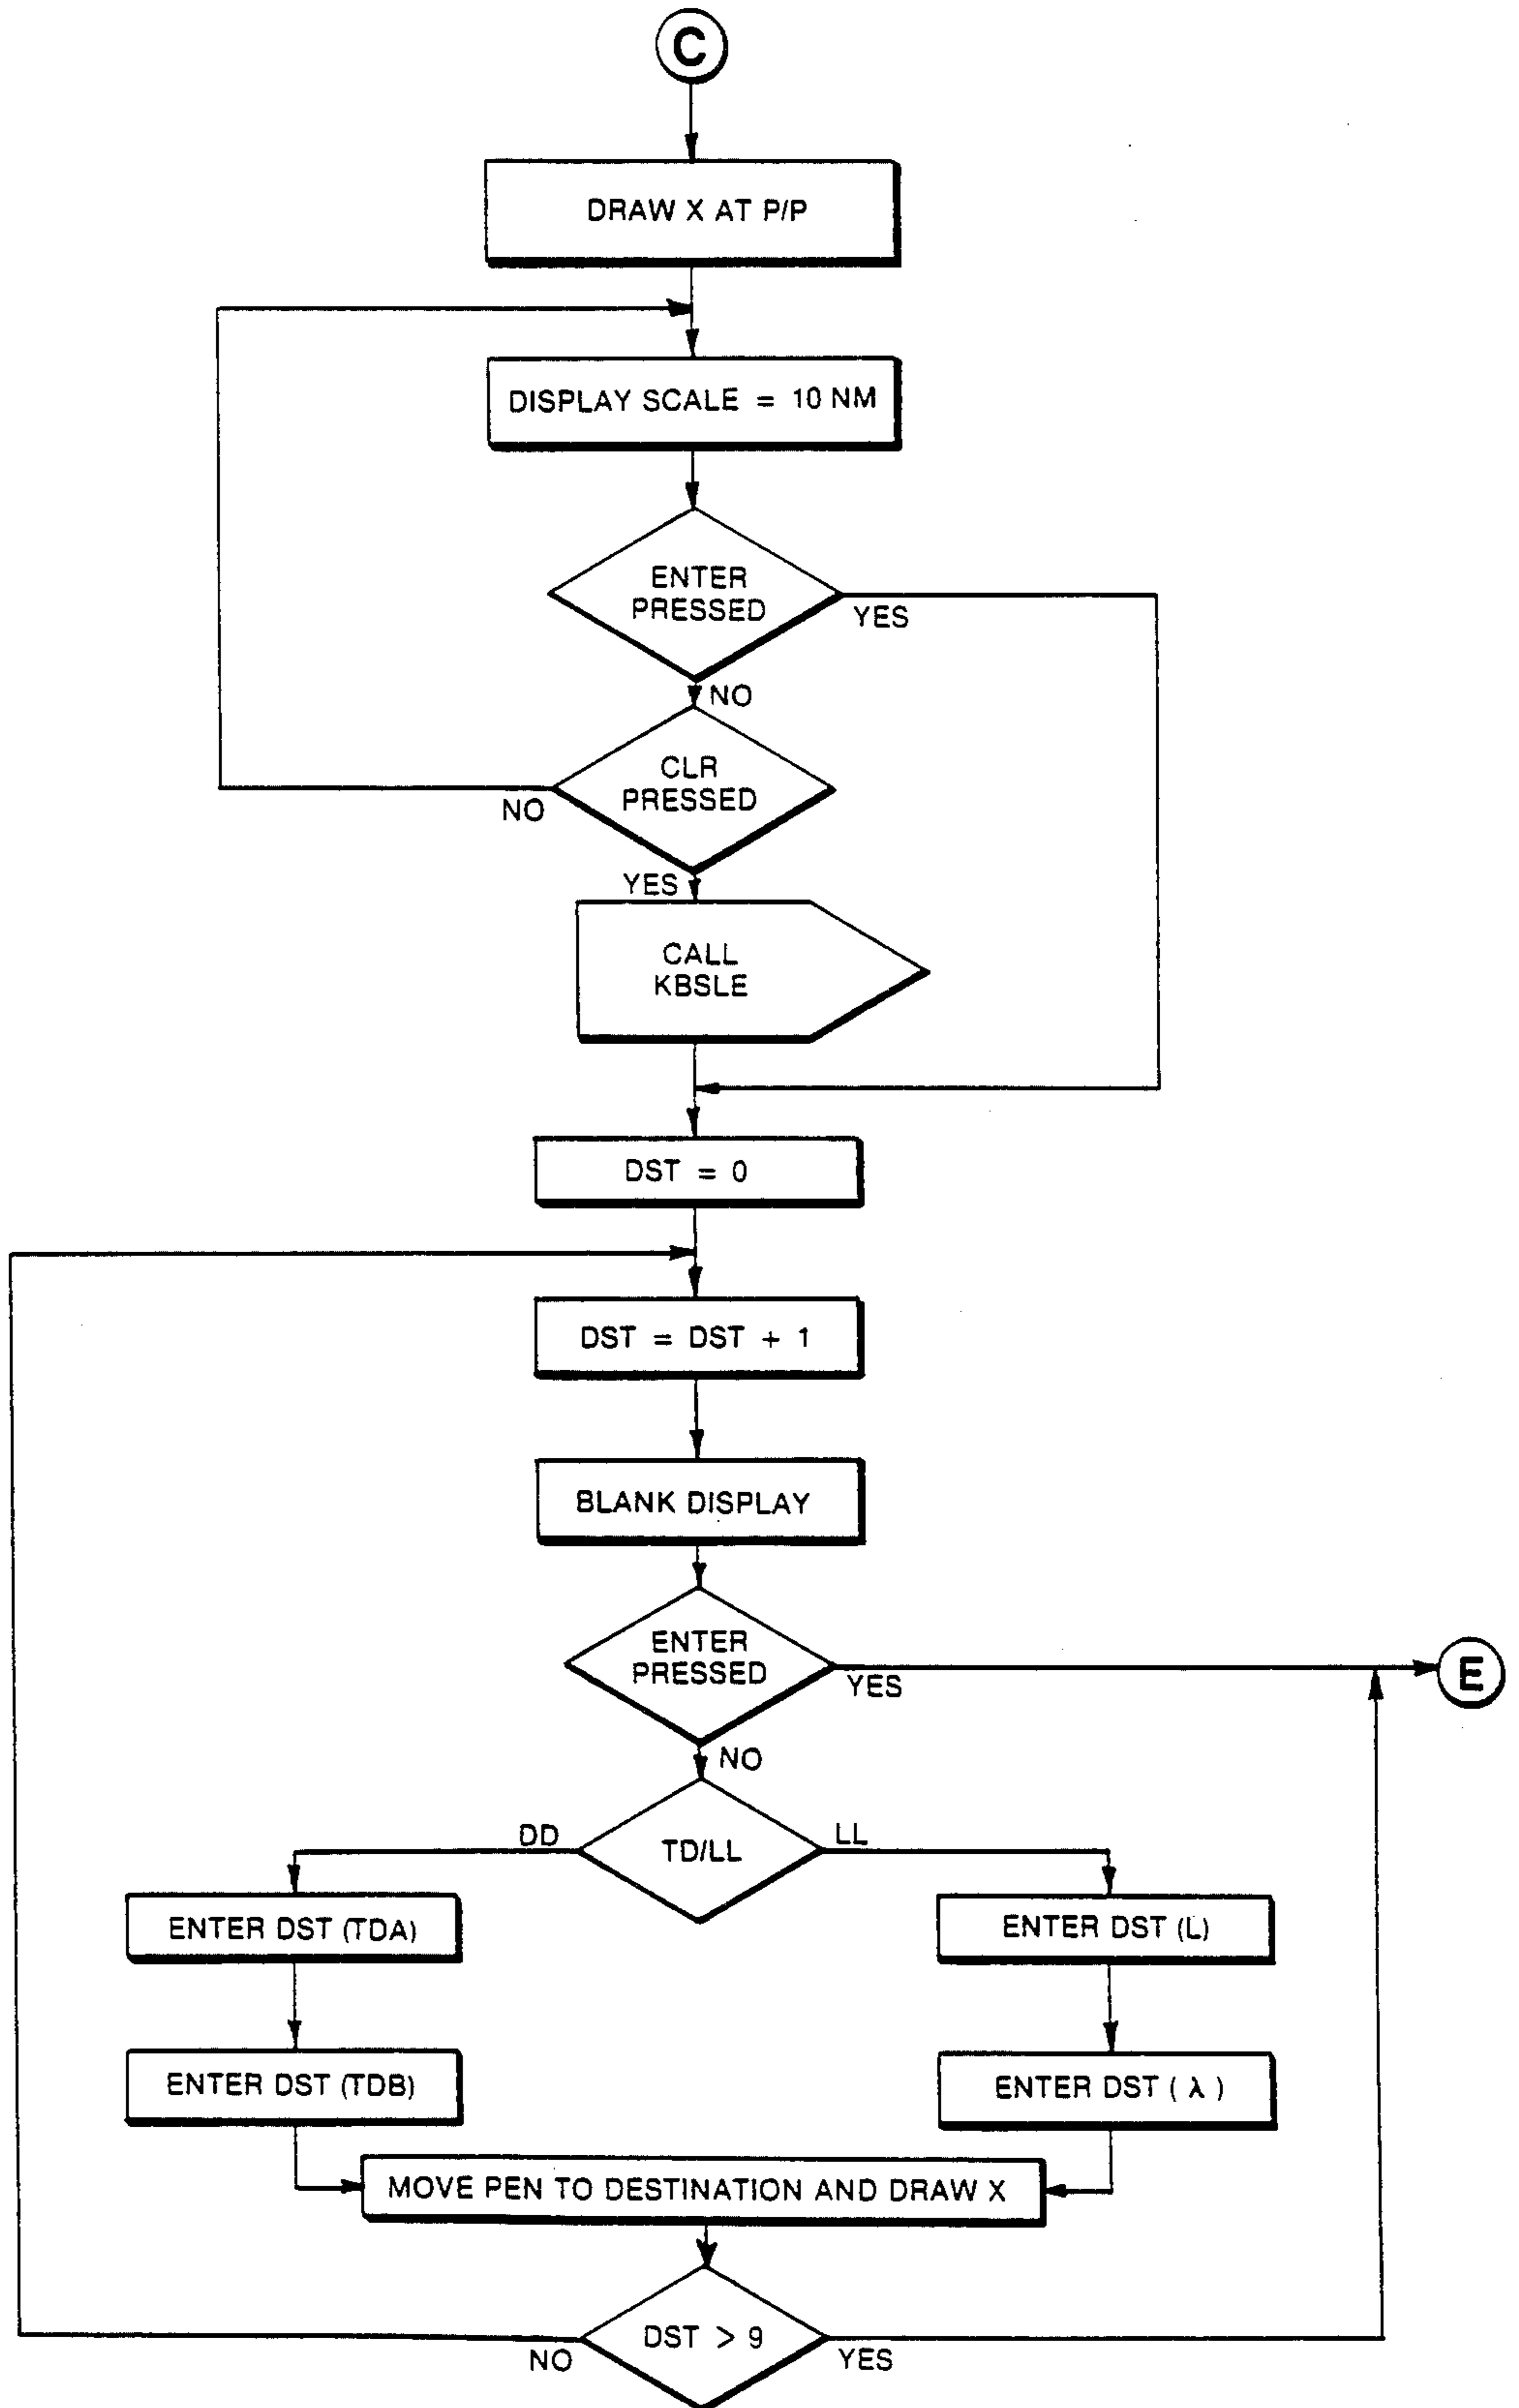 C
DRAW X AT P/P
DISPLAY SCALE = 10 NM
ENTER
PRESSED
YES
NO
CLR
PRESSED
NO
YES
CALL
KBSLE
DST = 0
DST = DST + 1
BLANK DISPLAY
ENTER
PRESSED
YES
E
NO
DD
TD/LL
LL
ENTER DST (TDA)
ENTER DST (L)
ENTER DST (TDB)
ENTER DST ( λ )
MOVE PEN TO DESTINATION AND DRAW X
DST > 9
NO
YES